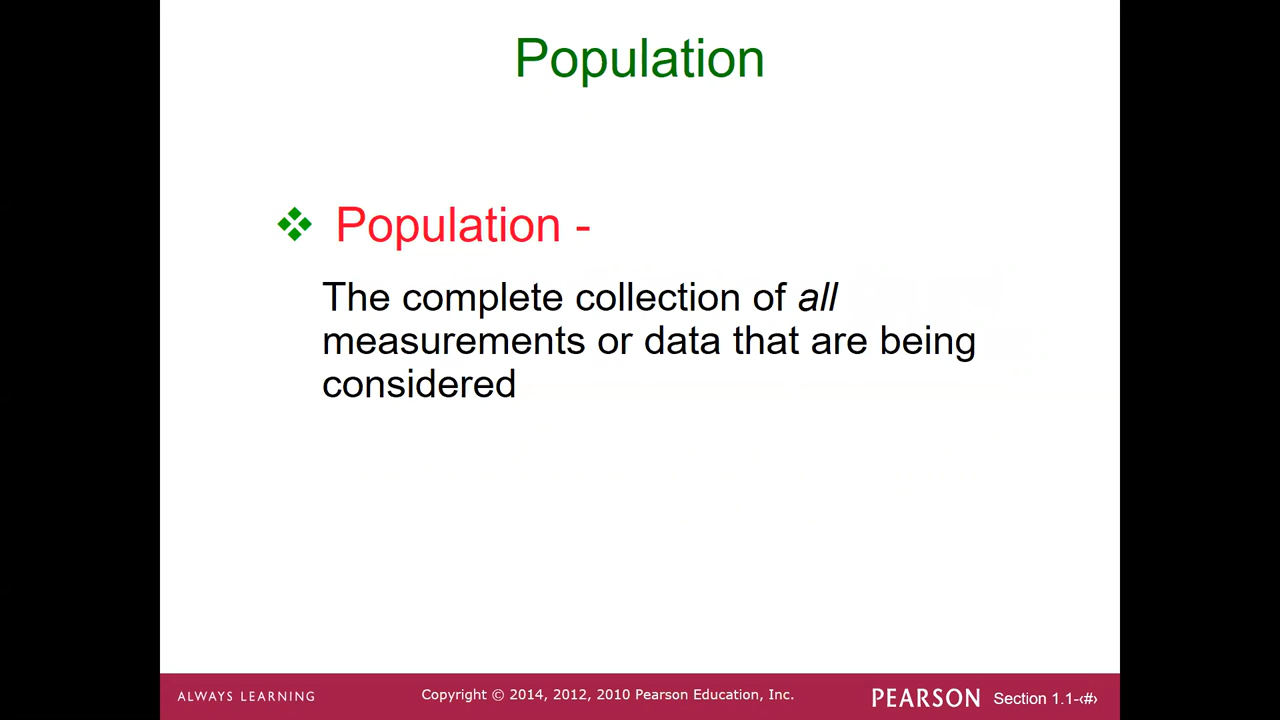 Population
Population -
The complete collection of all
measurements or data that are being
considered
ALWAYS LEARNING
Copyright © 2014, 2012, 2010 Pearson Education, Inc.
PEARSON
Section 1.1-‹#›